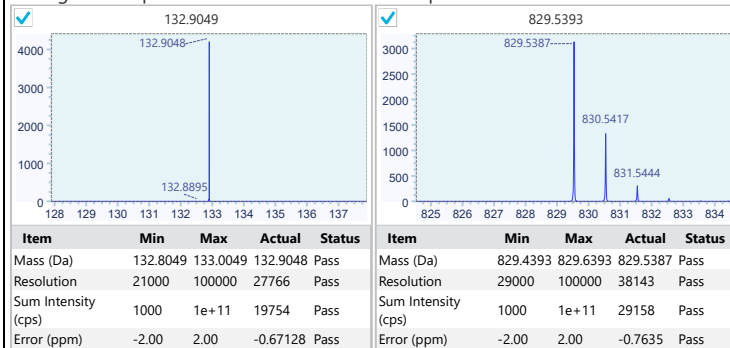 132.9049
132.9048
4000
3000
2000
1000
132.8895
0
128 129 130 131 132 133 134 135 136 137
Item Min Max Actual Status
Mass (Da) 132.8049 133.0049 132.9048 Pass
Resolution 21000 100000 27766 Pass
Sum Intensity (cps) 1000 1e+11 19754 Pass
Error (ppm) -2.00 2.00 -0.67128 Pass
829.5393
829.5387
3000
2500
2000
830.5417
1500
1000
831.5444
500
0
825 826 827 828 829 830 831 832 833 834
Item Min Max Actual Status
Mass (Da) 829.4393 829.6393 829.5387 Pass
Resolution 29000 100000 38143 Pass
Sum Intensity (cps) 1000 1e+11 29158 Pass
Error (ppm) -2.00 2.00 -0.7635 Pass